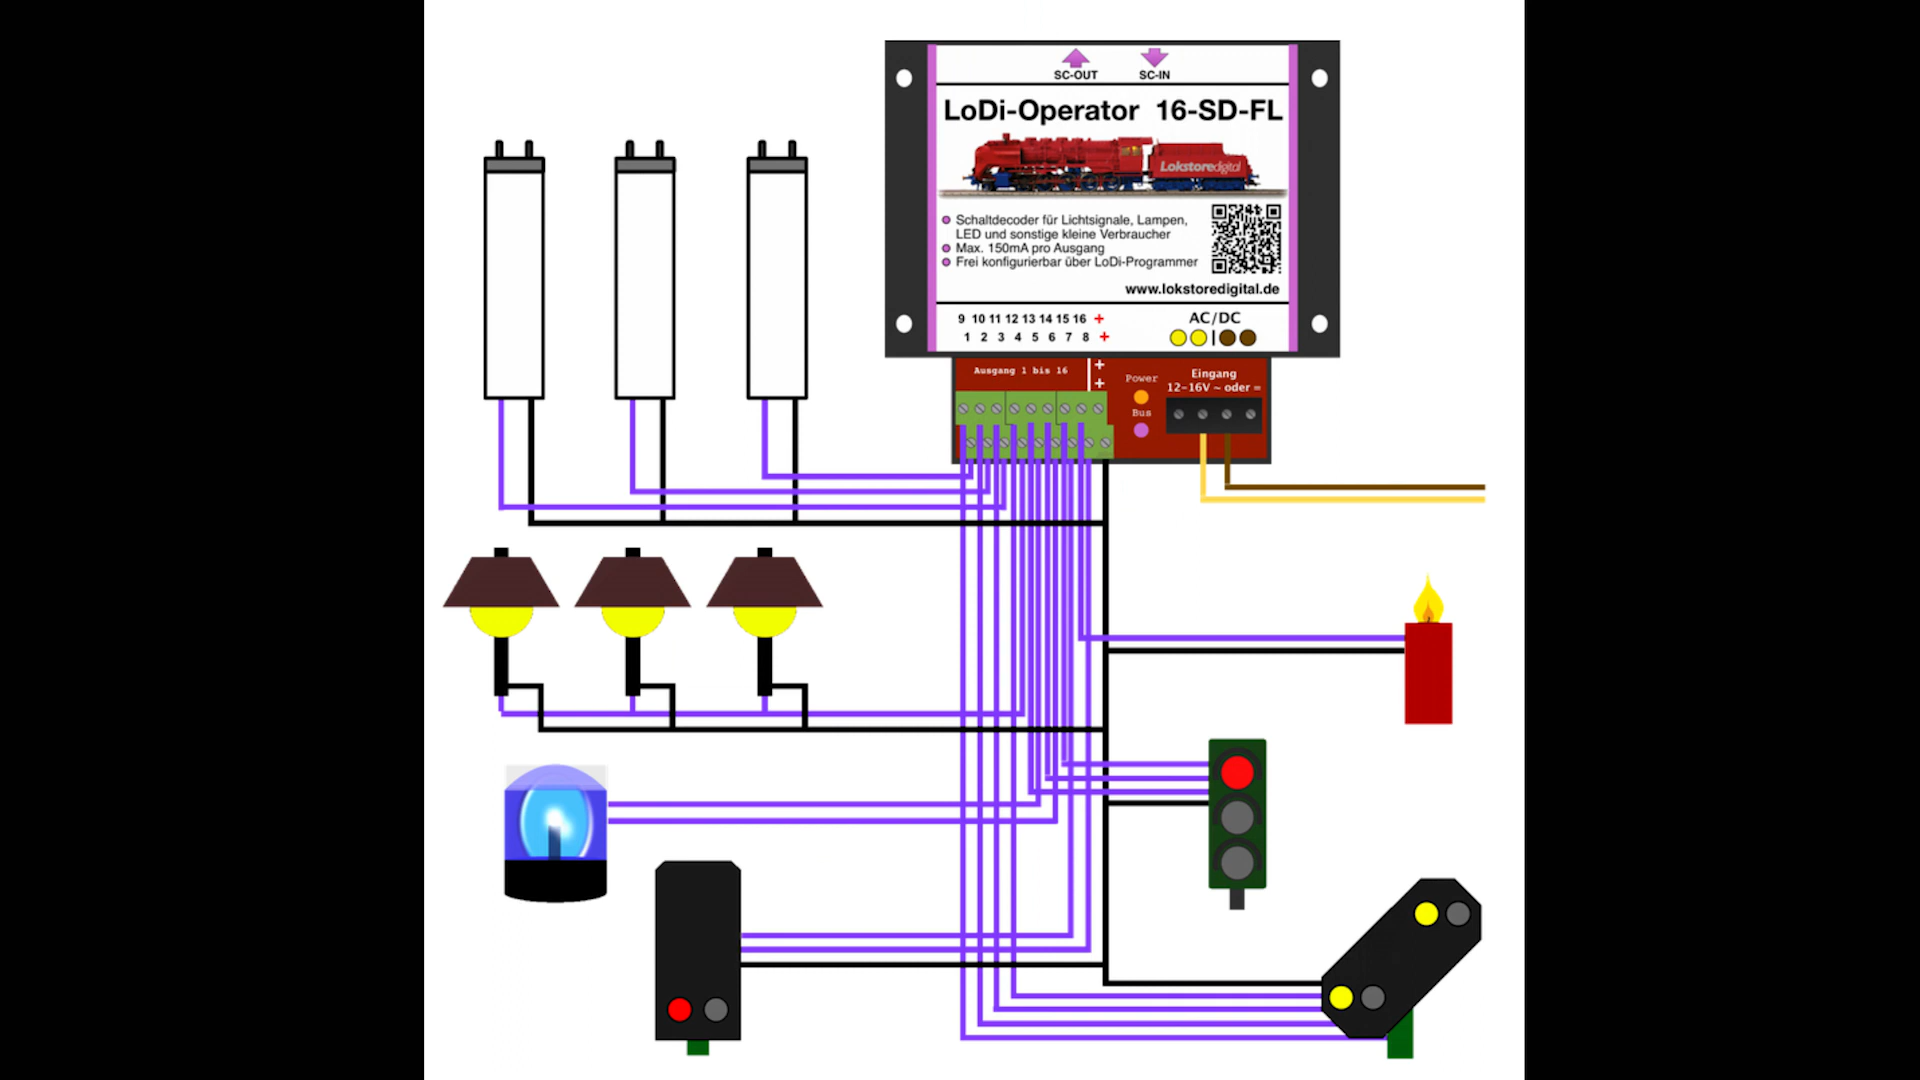 SC-OUT SC-IN
LoDi-Operator 16-SD-FL
Lokstoredigital
Schaltdecoder für Lichtsignale, Lampen,
LED und sonstige kleine Verbraucher
Max. 150mA pro Ausgang
Frei konfigurierbar über LoDi-Programmer
www.lokstoredigital.de
9 10 11 12 13 14 15 16 +
1 2 3 4 5 6 7 8 +
AC/DC
Ausgang 1 bis 16
+
+
Power
Bus
Eingang
12-16V ~ oder =